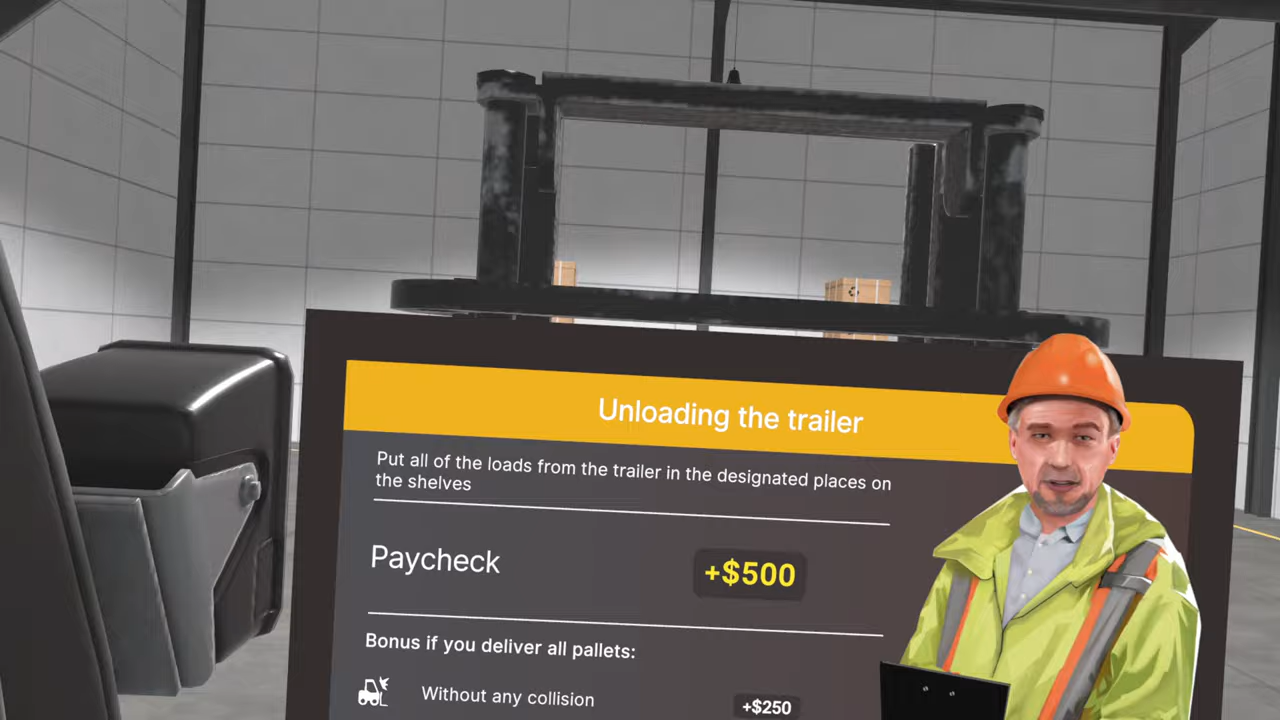 Unloading the trailer
Put all of the loads from the trailer in the designated places on
the shelves
Paycheck
+$500
Bonus if you deliver all pallets:
Without any collision
+$250